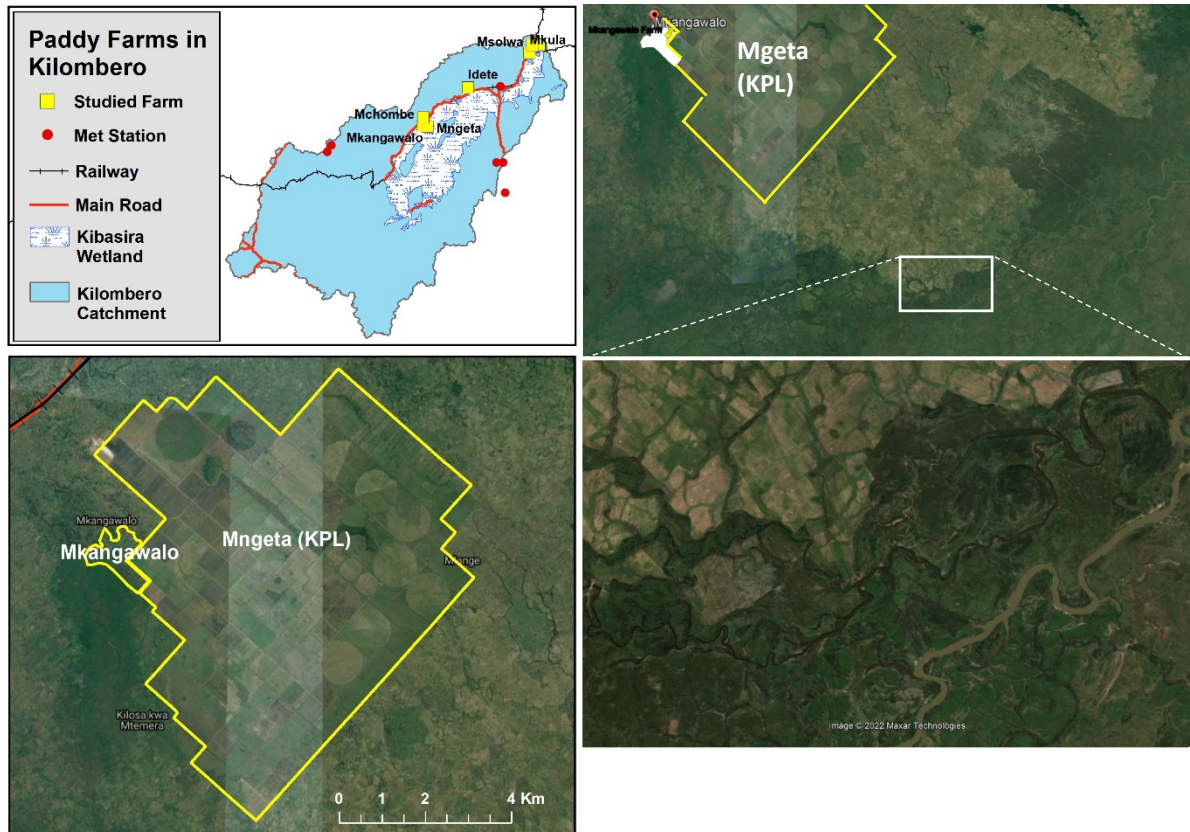 Paddy Farms in
Kilombero
Studied Farm
Met Station
Railway
Main Road
Kibasira
Wetland
Kilombero
Catchment
Msolwa
Mkula
Idete
Mchombe
Mkangawalo
Mngeta
Mkangawalo
Mkangawalo Farm
Mgeta
(KPL)
Mkangawalo
Mkangawalo
Mngeta (KPL)
Mlange
Kilosa kwa
Mtemera
0 1 2 4 Km
Image © 2022 Maxar Technologies